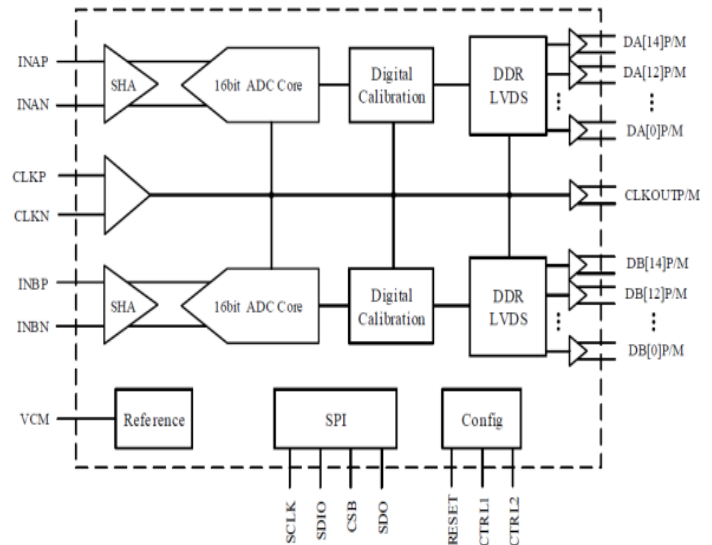 INAP
INAN
SHA
16bit ADC Core
Digital
Calibration
DDR
LVDS
DA[14]P/M
DA[12]P/M
DA[0]P/M
CLKP
CLKN
CLKOUTP/M
INBP
INBN
SHA
16bit ADC Core
Digital
Calibration
DDR
LVDS
DB[14]P/M
DB[12]P/M
DB[0]P/M
VCM
Reference
SPI
Config
SCLK
SDIO
CSB
SDO
RESET
CTRL1
CTRL2